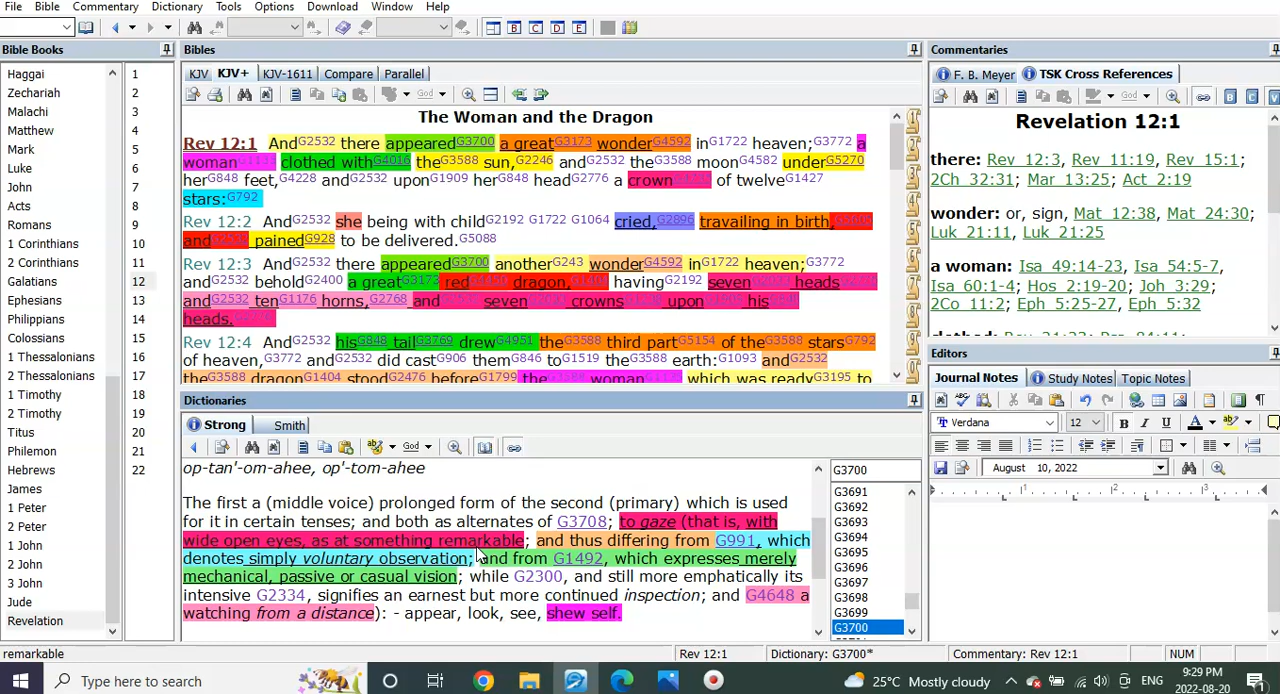 File Bible Commentary Dictionary Tools Options Download Window Help
God
B C D E
Bible Books
Haggai
Zechariah
Malachi
Matthew
Mark
Luke
John
Acts
Romans
1 Corinthians
2 Corinthians
Galatians
Ephesians
Philippians
Colossians
1 Thessalonians
2 Thessalonians
1 Timothy
2 Timothy
Titus
Philemon
Hebrews
James
1 Peter
2 Peter
1 John
2 John
3 John
Jude
Revelation
1
2
3
4
5
6
7
8
9
10
11
12
13
14
15
16
17
18
19
20
21
22
Bibles
KJV KJV+ KJV-1611 Compare Parallel
God
The Woman and the Dragon
Rev 12:1 AndG2532 there appearedG3700 a greatG3173 wonderG4592 inG1722 heaven;G3772 a
woman clothed withG4016 theG3588 sun,G2246 andG2532 theG3588 moonG4582 underG5270
herG848 feet,G4228 andG2532 uponG1909 herG848 headG2776 a crown of twelveG1427
stars:G792
Rev 12:2 AndG2532 she being with childG2192 G1722 G1064 cried,G2896 travailing in birth,
and painedG928 to be delivered.G5088
Rev 12:3 AndG2532 there appearedG3700 anotherG243 wonderG4592 inG1722 heaven;G3772
andG2532 beholdG2400 a greatG3173 red dragon, havingG2192 seven heads
andG2532 tenG1176 horns,G2768 and seven crowns upon his
heads.
Rev 12:4 AndG2532 hisG848 tailG3769 drewG4951 theG3588 third partG5154 of theG3588 starsG792
of heaven,G3772 andG2532 did castG906 themG846 toG1519 theG3588 earth:G1093 andG2532
theG3588 dragonG1404 stoodG2476 beforeG1799 theG3588 woman which was readyG3195 to
Dictionaries
Strong Smith
God
G3700
op-tan'-om-ahee, op'-tom-ahee
The first a (middle voice) prolonged form of the second (primary) which is used
for it in certain tenses; and both as alternates of G3708; to gaze (that is, with
wide open eyes, as at something remarkable; and thus differing from G991, which
denotes simply voluntary observation; and from G1492, which expresses merely
mechanical, passive or casual vision; while G2300, and still more emphatically its
intensive G2334, signifies an earnest but more continued inspection; and G4648 a
watching from a distance): - appear, look, see, shew self.
G3691
G3692
G3693
G3694
G3695
G3696
G3697
G3698
G3699
G3700
Commentaries
F. B. Meyer TSK Cross References
God B C V
Revelation 12:1
there: Rev 12:3, Rev 11:19, Rev 15:1;
2Ch 32:31; Mar 13:25; Act 2:19
wonder: or, sign, Mat 12:38, Mat 24:30;
Luk 21:11, Luk 21:25
a woman: Isa 49:14-23, Isa 54:5-7,
Isa 60:1-4; Hos 2:19-20; Joh 3:29;
2Co 11:2; Eph 5:25-27, Eph 5:32
Editors
Journal Notes Study Notes Topic Notes
Verdana 12 B I U A
August 10, 2022
1 2 3
remarkable Rev 12:1 Dictionary: G3700* Commentary: Rev 12:1 NUM
Type here to search 25°C Mostly cloudy ENG 9:29 PM
2022-08-20
1